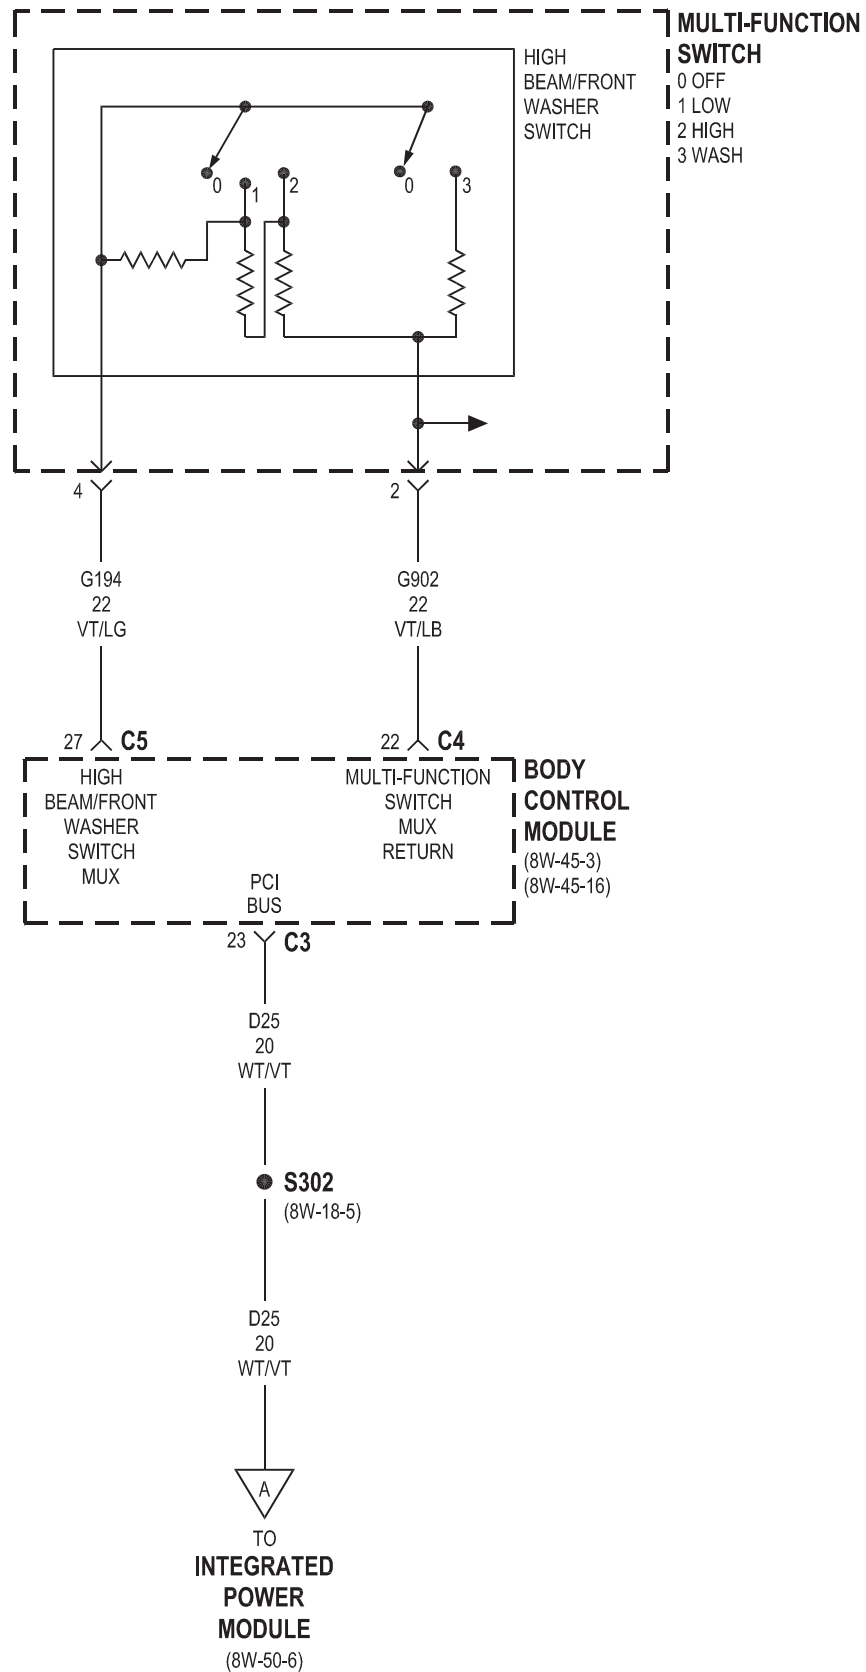 MULTI-FUNCTION
SWITCH
0 OFF
1 LOW
2 HIGH
3 WASH
HIGH
BEAM/FRONT
WASHER
SWITCH
0
1
2
0
3
4
2
G194
22
VT/LG
G902
22
VT/LB
27
C5
22
C4
HIGH
BEAM/FRONT
WASHER
SWITCH
MUX
MULTI-FUNCTION
SWITCH
MUX
RETURN
BODY
CONTROL
MODULE
(8W-45-3)
(8W-45-16)
PCI
BUS
23
C3
D25
20
WT/VT
S302
(8W-18-5)
D25
20
WT/VT
A
TO
INTEGRATED
POWER
MODULE
(8W-50-6)